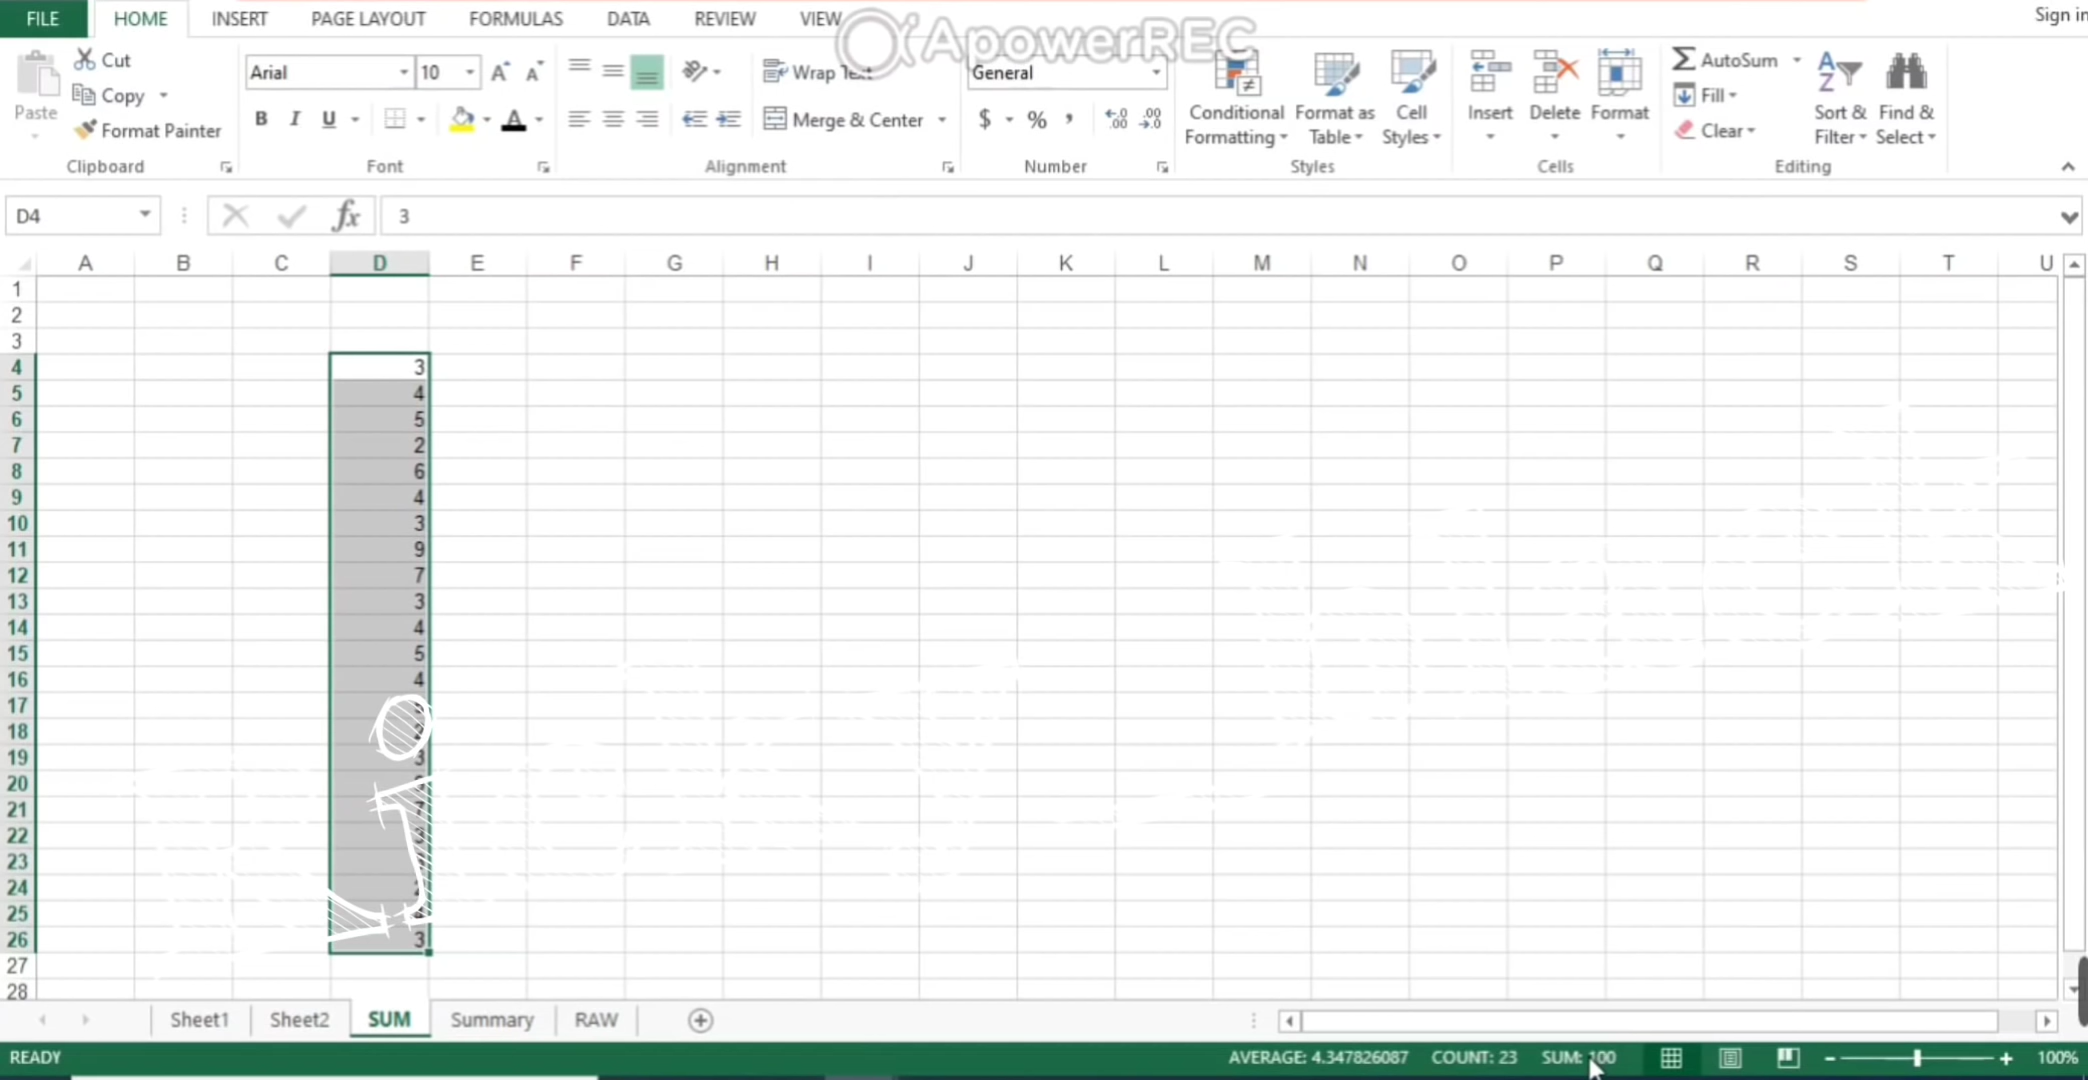 FILE HOME INSERT PAGE LAYOUT FORMULAS DATA REVIEW VIEW Sign in
ApowerREC
Paste
Cut
Copy
Format Painter
Clipboard
Arial 10
B I U A
Font
Wrap Text
Merge & Center
Alignment
General
$ % ,
Number
Conditional Formatting
Format as Table
Cell Styles
Styles
Insert Delete Format
Cells
AutoSum
Fill
Clear
Sort & Filter
Find & Select
Editing
D4 fx 3
A B C D E F G H I J K L M N O P Q R S T U
1
2
3
4 3
5 4
6 5
7 2
8 6
9 4
10 3
11 9
12 7
13 3
14 4
15 5
16 4
17
18 2
19 3
20
21 7
22 3
23
24 2
25
26 3
27
28
Sheet1 Sheet2 SUM Summary RAW
READY AVERAGE: 4.347826087 COUNT: 23 SUM: 100 100%